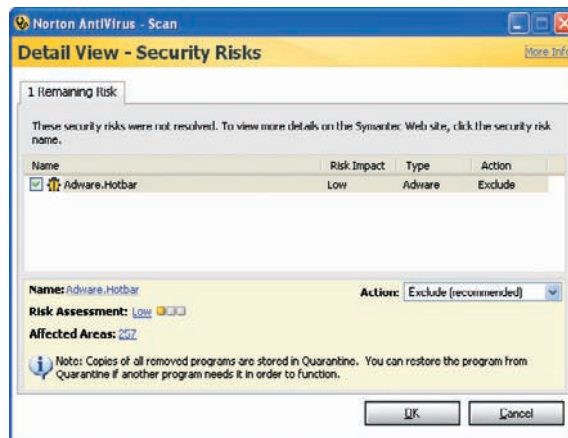 Norton AntiVirus - Scan
Detail View - Security Risks
More Info
1 Remaining Risk
These security risks were not resolved. To view more details on the Symantec Web site, click the security risk
name.
Name Risk Impact Type Action
Adware.Hotbar Low Adware Exclude
Name: Adware.Hotbar Action: Exclude (recommended)
Risk Assessment: Low
Affected Areas: 257
Note: Copies of all removed programs are stored in Quarantine. You can restore the program from
Quarantine if another program needs it in order to function.
OK Cancel